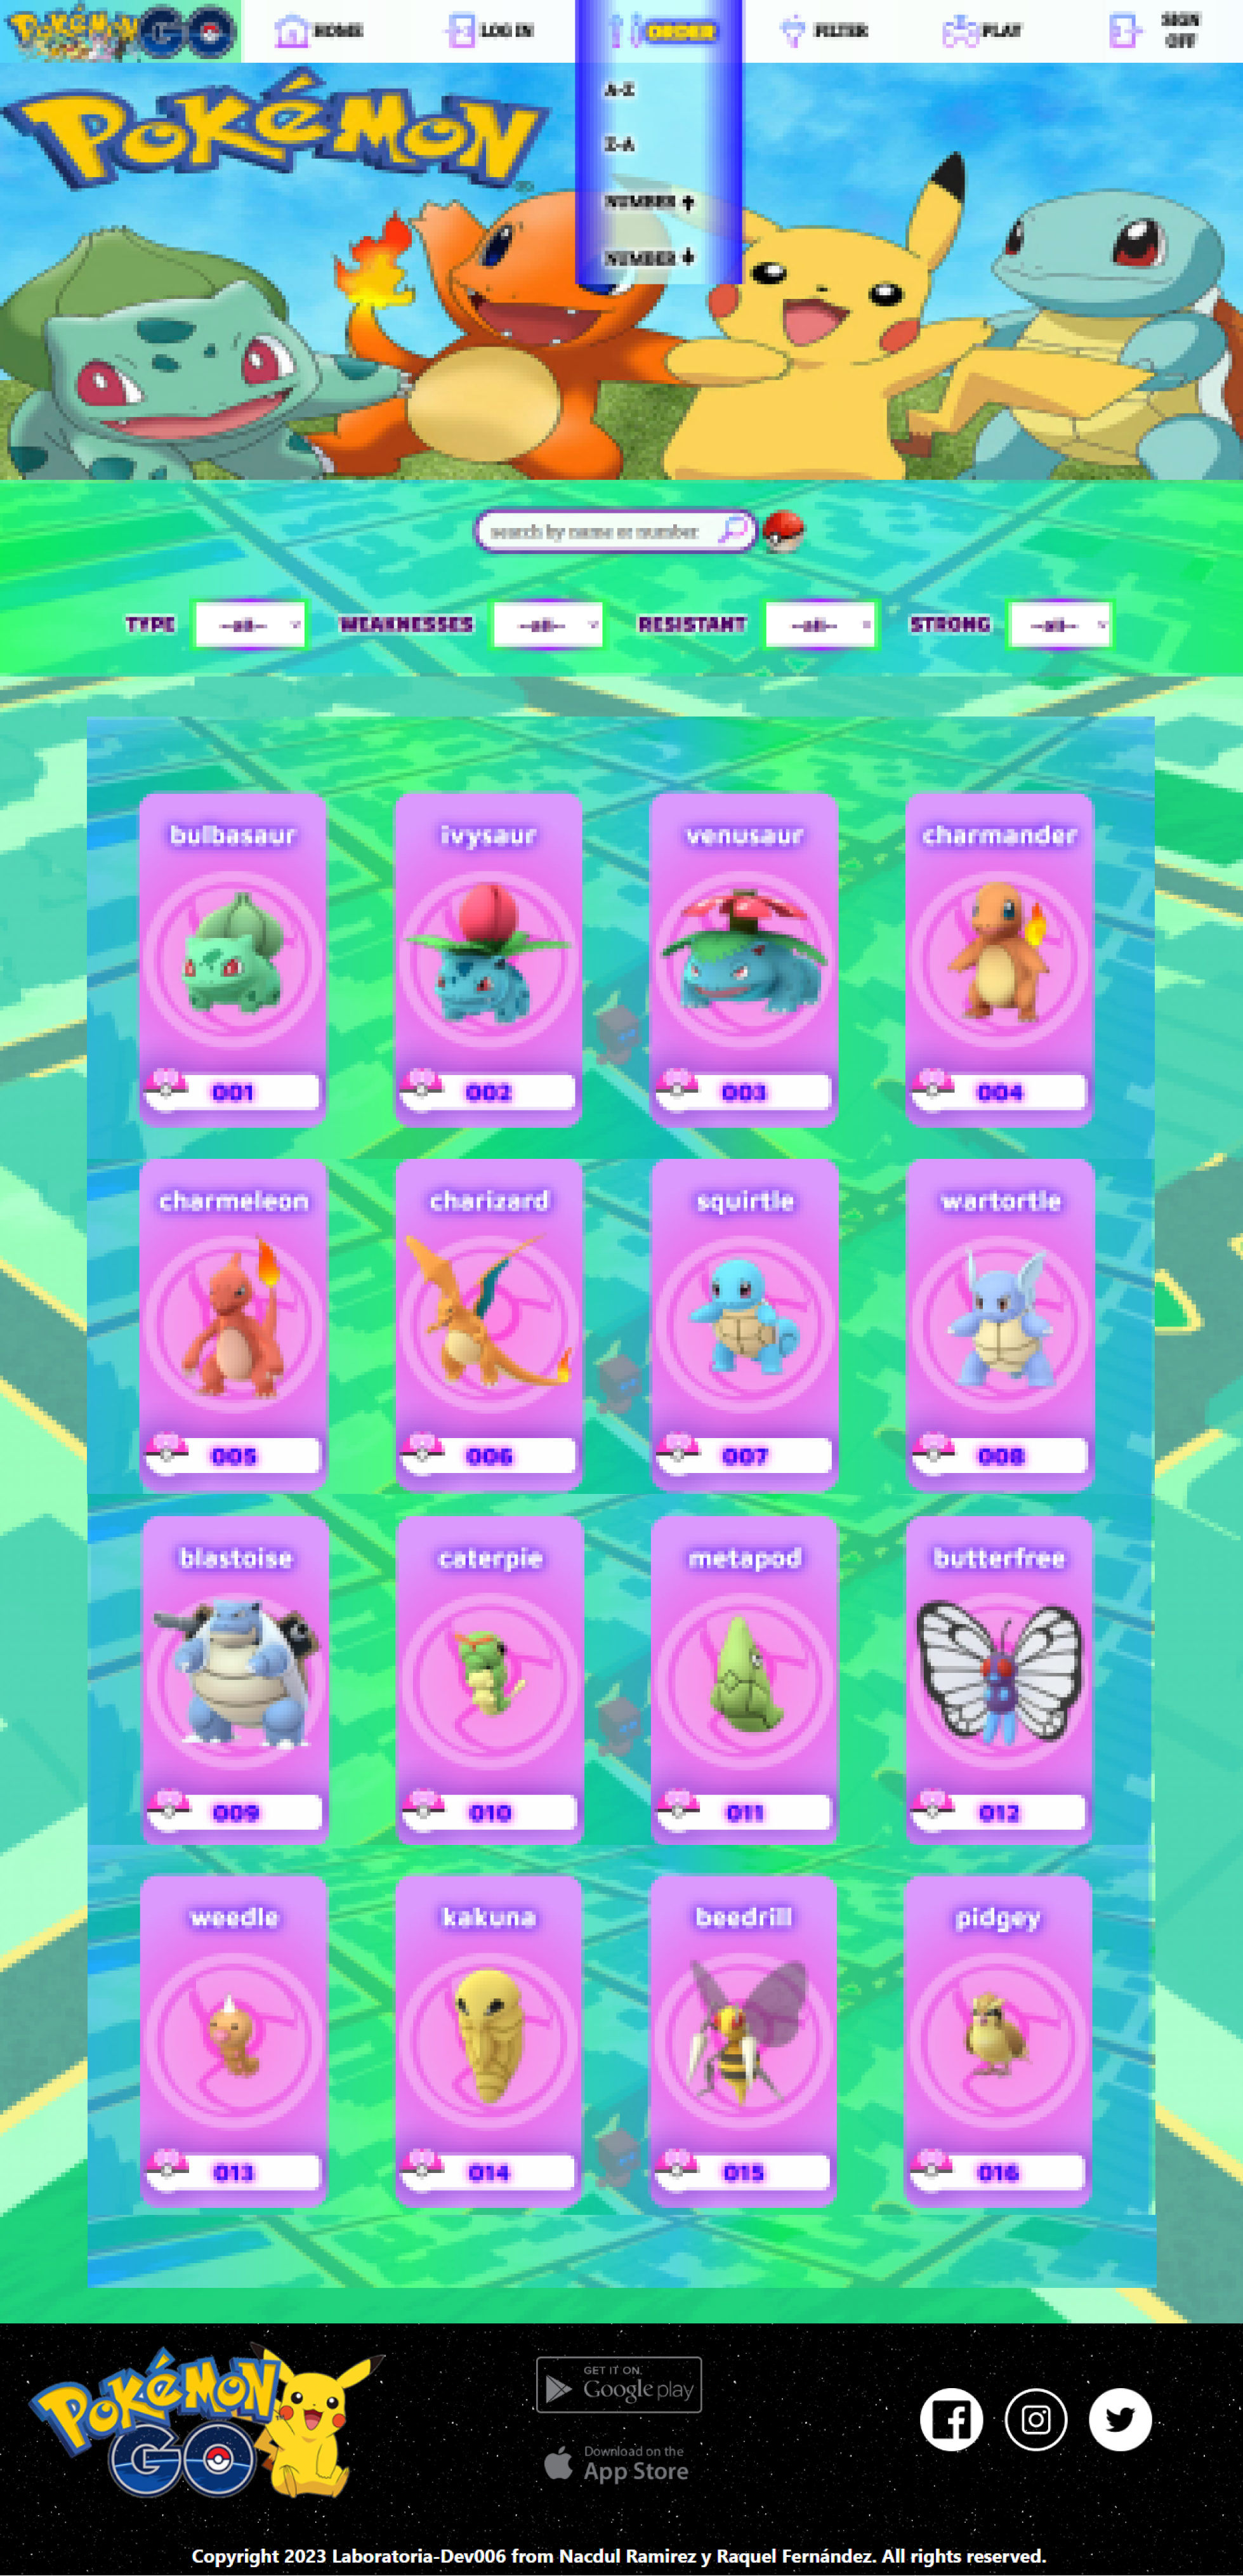 POKÉMON GO
HOME
LOG IN
ORDER
FILTER
PLAY
SIGN
OFF
POKÉMON
A-Z
Z-A
NUMBER
NUMBER
search by name or number
TYPE --all-- WEAKNESSES --all-- RESISTANT --all-- STRONG --all--
bulbasaur ivysaur venusaur charmander
001 002 003 004
charmeleon charizard squirtle wartortle
005 006 007 008
blastoise caterpie metapod butterfree
009 010 011 012
weedle kakuna beedrill pidgey
013 014 015 016
POKÉMON
GO
GET IT ON
Google play
Download on the
App Store
Copyright 2023 Laboratoria-Dev006 from Nacdul Ramirez y Raquel Fernández. All rights reserved.